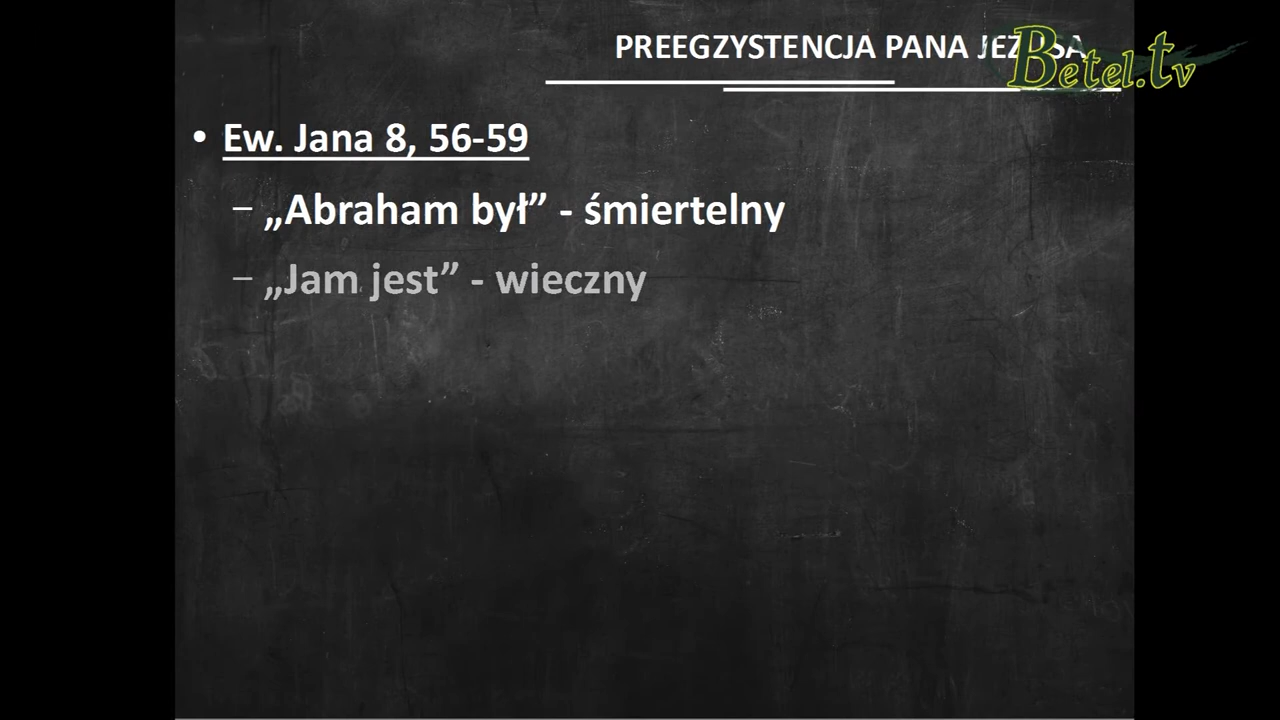 PREEGZYSTENCJA PANA
Betel.tv
• Ew. Jana 8, 56-59
– „Abraham był” - śmiertelny
– „Jam jest” - wieczny